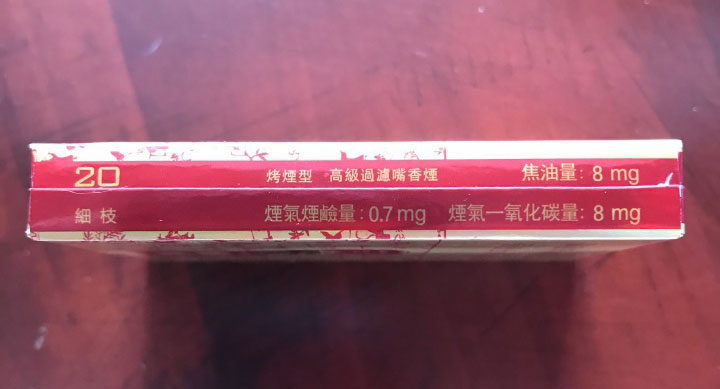 20 烤煙型 高級過濾嘴香煙 焦油量: 8 mg
細枝 煙氣煙鹼量: 0.7 mg 煙氣一氧化碳量: 8 mg